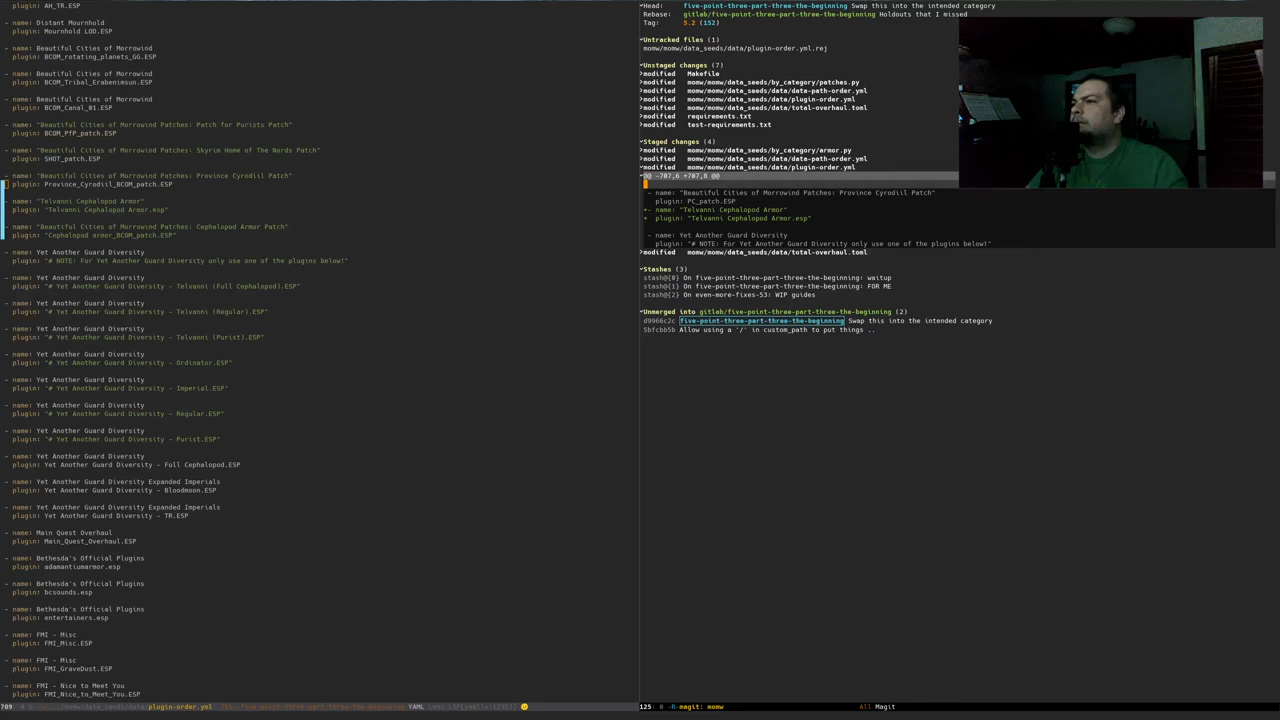 plugin: AH_TR.ESP
- name: Distant Mournhold
plugin: Mournhold LOD.ESP
- name: Beautiful Cities of Morrowind
plugin: BCOM_rotating_planets_GG.ESP
- name: Beautiful Cities of Morrowind
plugin: BCOM_Tribal_Erabenimsun.ESP
- name: Beautiful Cities of Morrowind
plugin: BCOM_Canal_01.ESP
- name: "Beautiful Cities of Morrowind Patches: Patch for Purists Patch"
plugin: BCOM_PfP_patch.ESP
- name: "Beautiful Cities of Morrowind Patches: Skyrim Home of The Nords Patch"
plugin: SHOT_patch.ESP
- name: "Beautiful Cities of Morrowind Patches: Province Cyrodiil Patch"
plugin: Province_Cyrodiil_BCOM_patch.ESP
- name: "Telvanni Cephalopod Armor"
plugin: "Telvanni Cephalopod Armor.esp"
- name: "Beautiful Cities of Morrowind Patches: Cephalopod Armor Patch"
plugin: "Cephalopod armor_BCOM_patch.ESP"
- name: Yet Another Guard Diversity
plugin: "# NOTE: For Yet Another Guard Diversity only use one of the plugins below!"
- name: Yet Another Guard Diversity
plugin: "# Yet Another Guard Diversity - Telvanni (Full Cephalopod).ESP"
- name: Yet Another Guard Diversity
plugin: "# Yet Another Guard Diversity - Telvanni (Regular).ESP"
- name: Yet Another Guard Diversity
plugin: "# Yet Another Guard Diversity - Telvanni (Purist).ESP"
- name: Yet Another Guard Diversity
plugin: "# Yet Another Guard Diversity - Ordinator.ESP"
- name: Yet Another Guard Diversity
plugin: "# Yet Another Guard Diversity - Imperial.ESP"
- name: Yet Another Guard Diversity
plugin: "# Yet Another Guard Diversity - Regular.ESP"
- name: Yet Another Guard Diversity
plugin: "# Yet Another Guard Diversity - Purist.ESP"
- name: Yet Another Guard Diversity
plugin: Yet Another Guard Diversity - Full Cephalopod.ESP
- name: Yet Another Guard Diversity Expanded Imperials
plugin: Yet Another Guard Diversity - Bloodmoon.ESP
- name: Yet Another Guard Diversity Expanded Imperials
plugin: Yet Another Guard Diversity - TR.ESP
- name: Main Quest Overhaul
plugin: Main_Quest_Overhaul.ESP
- name: Bethesda's Official Plugins
plugin: adamantiumarmor.esp
- name: Bethesda's Official Plugins
plugin: bcsounds.esp
- name: Bethesda's Official Plugins
plugin: entertainers.esp
- name: FMI - Misc
plugin: FMI_Misc.ESP
- name: FMI - Misc
plugin: FMI_GraveDust.ESP
- name: FMI - Nice to Meet You
plugin: FMI_Nice_to_Meet_You.ESP
709 plugin-order.yml YAML
Head: five-point-three-part-three-the-beginning Swap this into the intended category
Rebase: gitlab/five-point-three-part-three-the-beginning Holdouts that I missed
Tag: 5.2 (152)
Untracked files (1)
momw/momw/data_seeds/data/plugin-order.yml.rej
Unstaged changes (7)
modified Makefile
modified momw/momw/data_seeds/by_category/patches.py
modified momw/momw/data_seeds/data/data-path-order.yml
modified momw/momw/data_seeds/data/plugin-order.yml
modified momw/momw/data_seeds/data/total-overhaul.toml
modified requirements.txt
modified test-requirements.txt
Staged changes (4)
modified momw/momw/data_seeds/by_category/armor.py
modified momw/momw/data_seeds/data/data-path-order.yml
modified momw/momw/data_seeds/data/plugin-order.yml
@@ -707,6 +707,8 @@
- name: "Beautiful Cities of Morrowind Patches: Province Cyrodiil Patch"
plugin: PC_patch.ESP
+- name: "Telvanni Cephalopod Armor"
+ plugin: "Telvanni Cephalopod Armor.esp"
- name: Yet Another Guard Diversity
plugin: "# NOTE: For Yet Another Guard Diversity only use one of the plugins below!"
modified momw/momw/data_seeds/data/total-overhaul.toml
Stashes (3)
stash@{0} On five-point-three-part-three-the-beginning: waitup
stash@{1} On five-point-three-part-three-the-beginning: FOR ME
stash@{2} On even-more-fixes-53: WIP guides
Unmerged into gitlab/five-point-three-part-three-the-beginning (2)
d9966c2c five-point-three-part-three-the-beginning Swap this into the intended category
5bfcbb5b Allow using a '/' in custom_path to put things ..
125: 0 -R-magit: momw All Magit